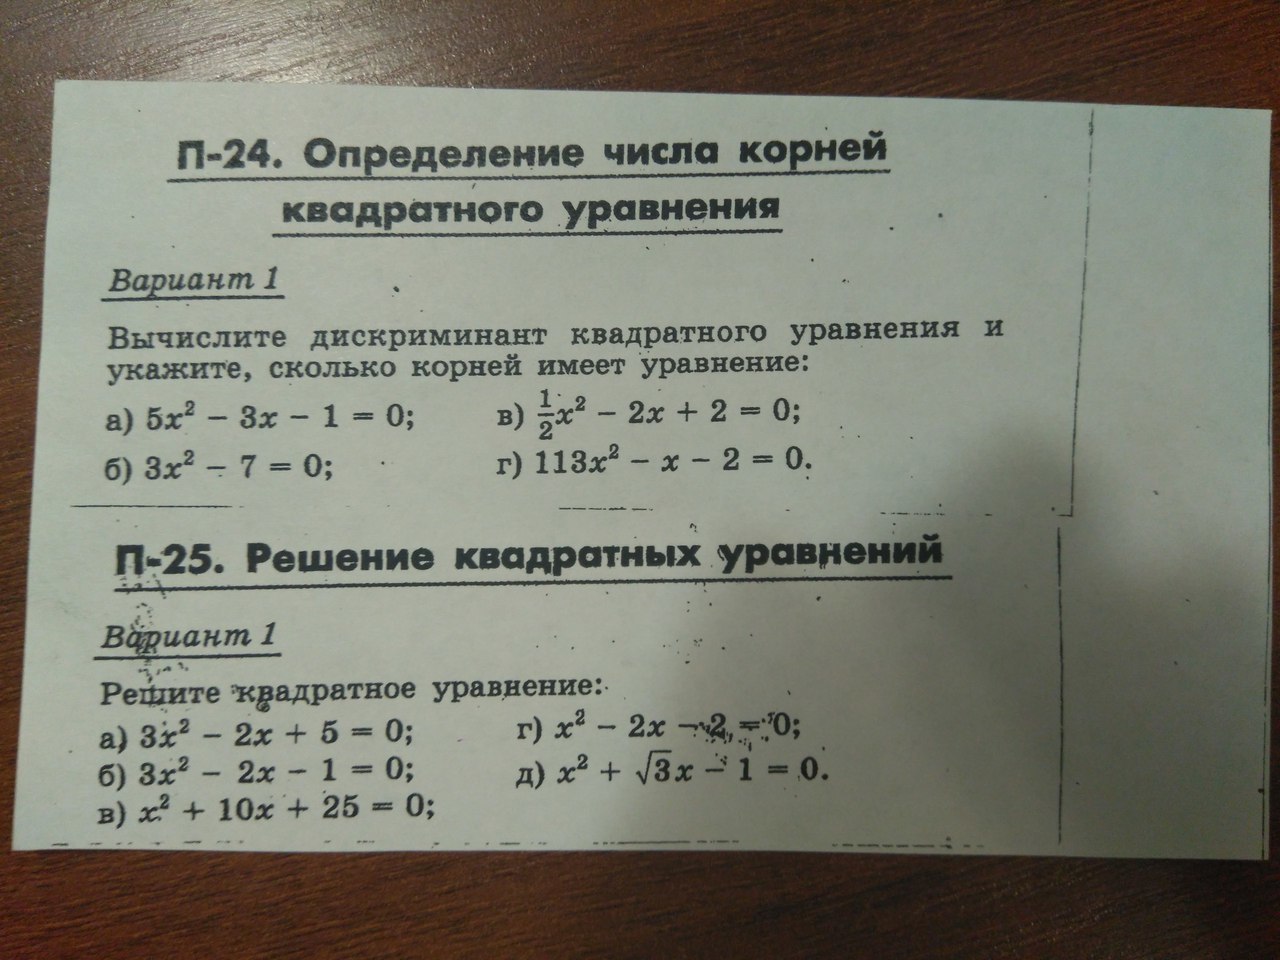 П-24. Определение числа корней
квадратного уравнения
Вариант 1
Вычислите дискриминант квадратного уравнения и
укажите, сколько корней имеет уравнение:
а) 5x² − 3x − 1 = 0; в) 1/2x² − 2x + 2 = 0;
б) 3x² − 7 = 0; г) 113x² − x − 2 = 0.
П-25. Решение квадратных уравнений
Вариант 1
Решите квадратное уравнение:
а) 3x² − 2x + 5 = 0; г) x² − 2x − 2 = 0;
б) 3x² − 2x − 1 = 0; д) x² + √3x − 1 = 0.
в) x² + 10x + 25 = 0;